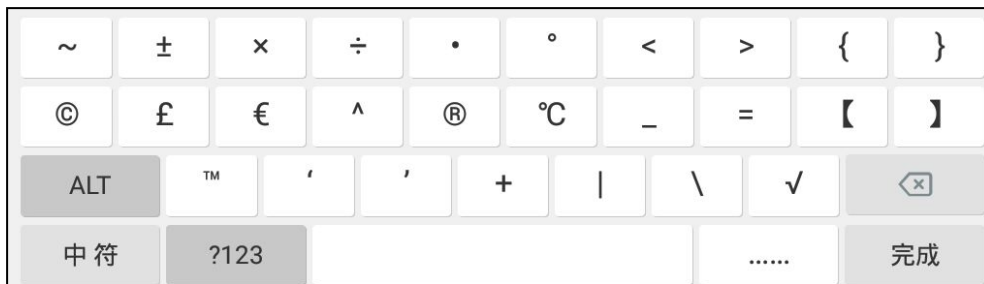 ~ ± × ÷ • ° < > { }
© £ € ^ ® ℃ _ = 【 】
ALT ™ ‘ ’ + | \ √
中符 ?123 ...... 完成